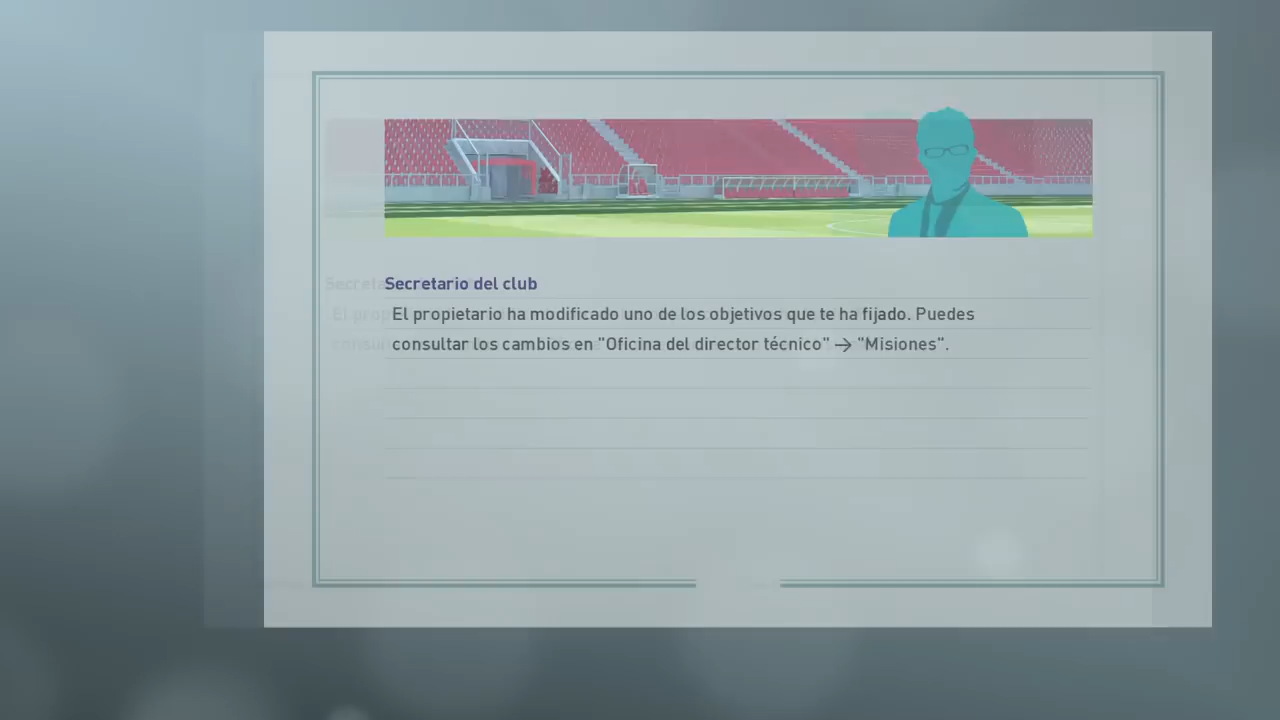 Secretario del club
El propietario ha modificado uno de los objetivos que te ha fijado. Puedes
consultar los cambios en "Oficina del director técnico" → "Misiones".